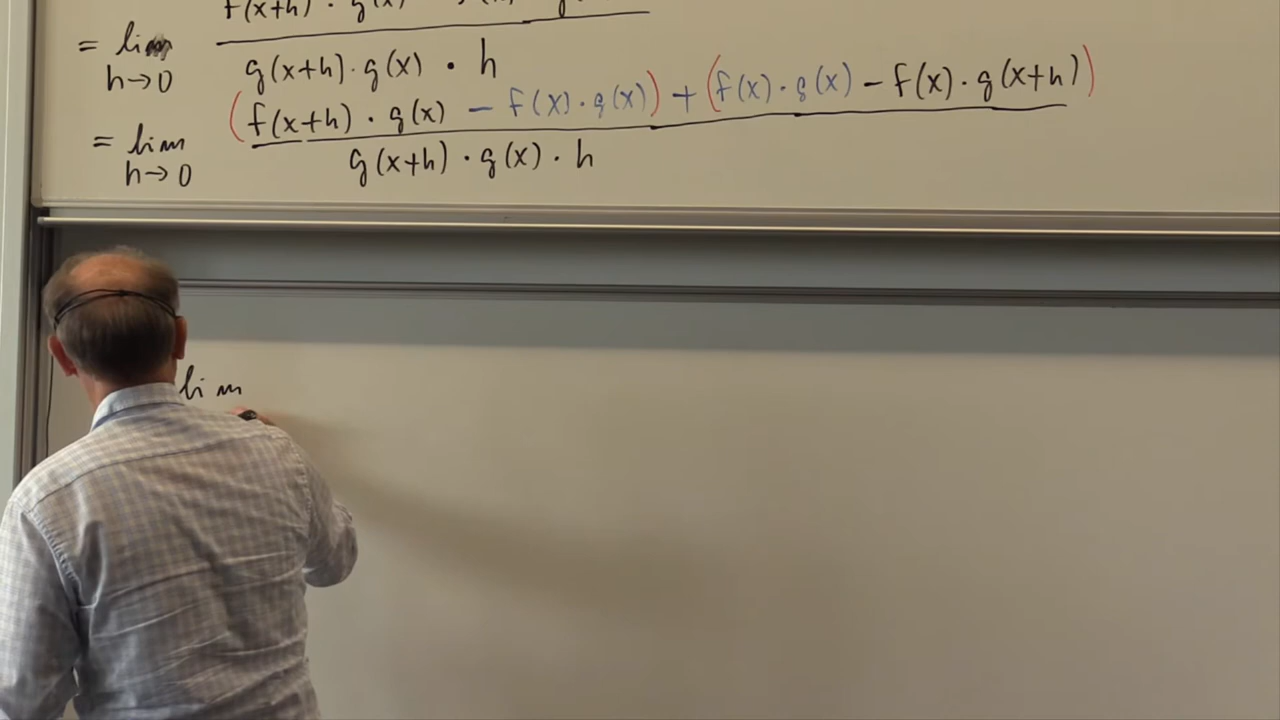 f(x+h) · g(x)
= lim
h→0 g(x+h) · g(x) · h
(f(x+h) · g(x) − f(x) · g(x)) + (f(x) · g(x) − f(x) · g(x+h))
= lim
h→0 g(x+h) · g(x) · h
lim